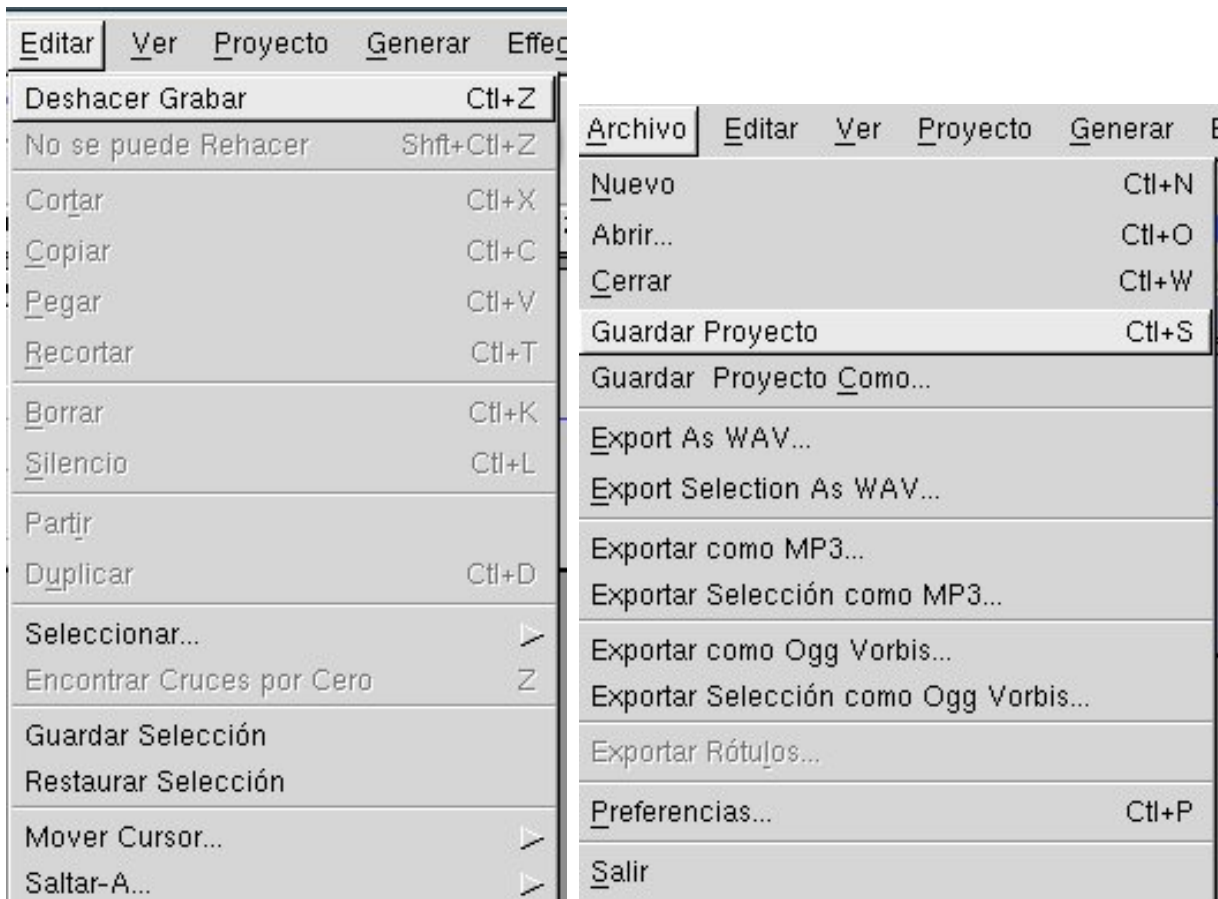 Editar Ver Proyecto Generar Effec
Deshacer Grabar Ctl+Z
No se puede Rehacer Shft+Ctl+Z
Cortar Ctl+X
Copiar Ctl+C
Pegar Ctl+V
Recortar Ctl+T
Borrar Ctl+K
Silencio Ctl+L
Partir
Duplicar Ctl+D
Seleccionar...
Encontrar Cruces por Cero Z
Guardar Selección
Restaurar Selección
Mover Cursor...
Saltar-A...
Archivo Editar Ver Proyecto Generar
Nuevo Ctl+N
Abrir... Ctl+O
Cerrar Ctl+W
Guardar Proyecto Ctl+S
Guardar Proyecto Como...
Export As WAV...
Export Selection As WAV...
Exportar como MP3...
Exportar Selección como MP3...
Exportar como Ogg Vorbis...
Exportar Selección como Ogg Vorbis...
Exportar Rótulos...
Preferencias... Ctl+P
Salir